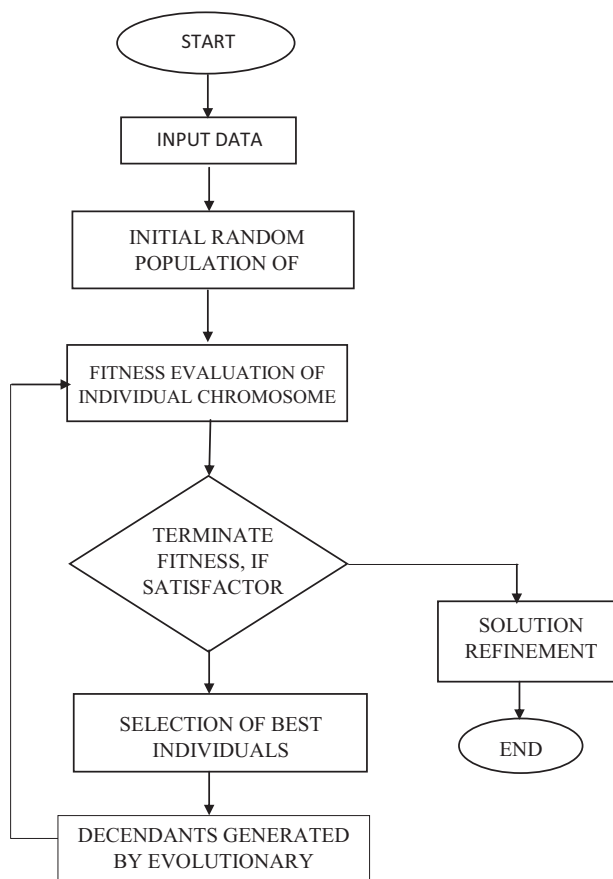 START
INPUT DATA
INITIAL RANDOM
POPULATION OF
FITNESS EVALUATION OF
INDIVIDUAL CHROMOSOME
TERMINATE
FITNESS, IF
SATISFACTOR
SOLUTION
REFINEMENT
SELECTION OF BEST
INDIVIDUALS
END
DECENDANTS GENERATED
BY EVOLUTIONARY